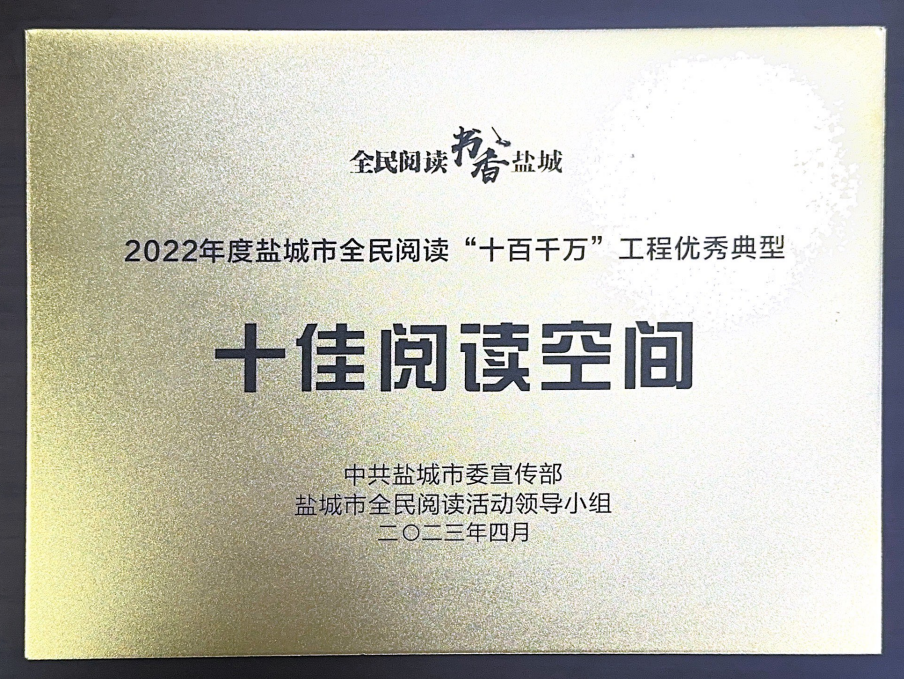 全民阅读书香盐城
2022年度盐城市全民阅读“十百千万”工程优秀典型
十佳阅读空间
中共盐城市委宣传部
盐城市全民阅读活动领导小组
二〇二三年四月